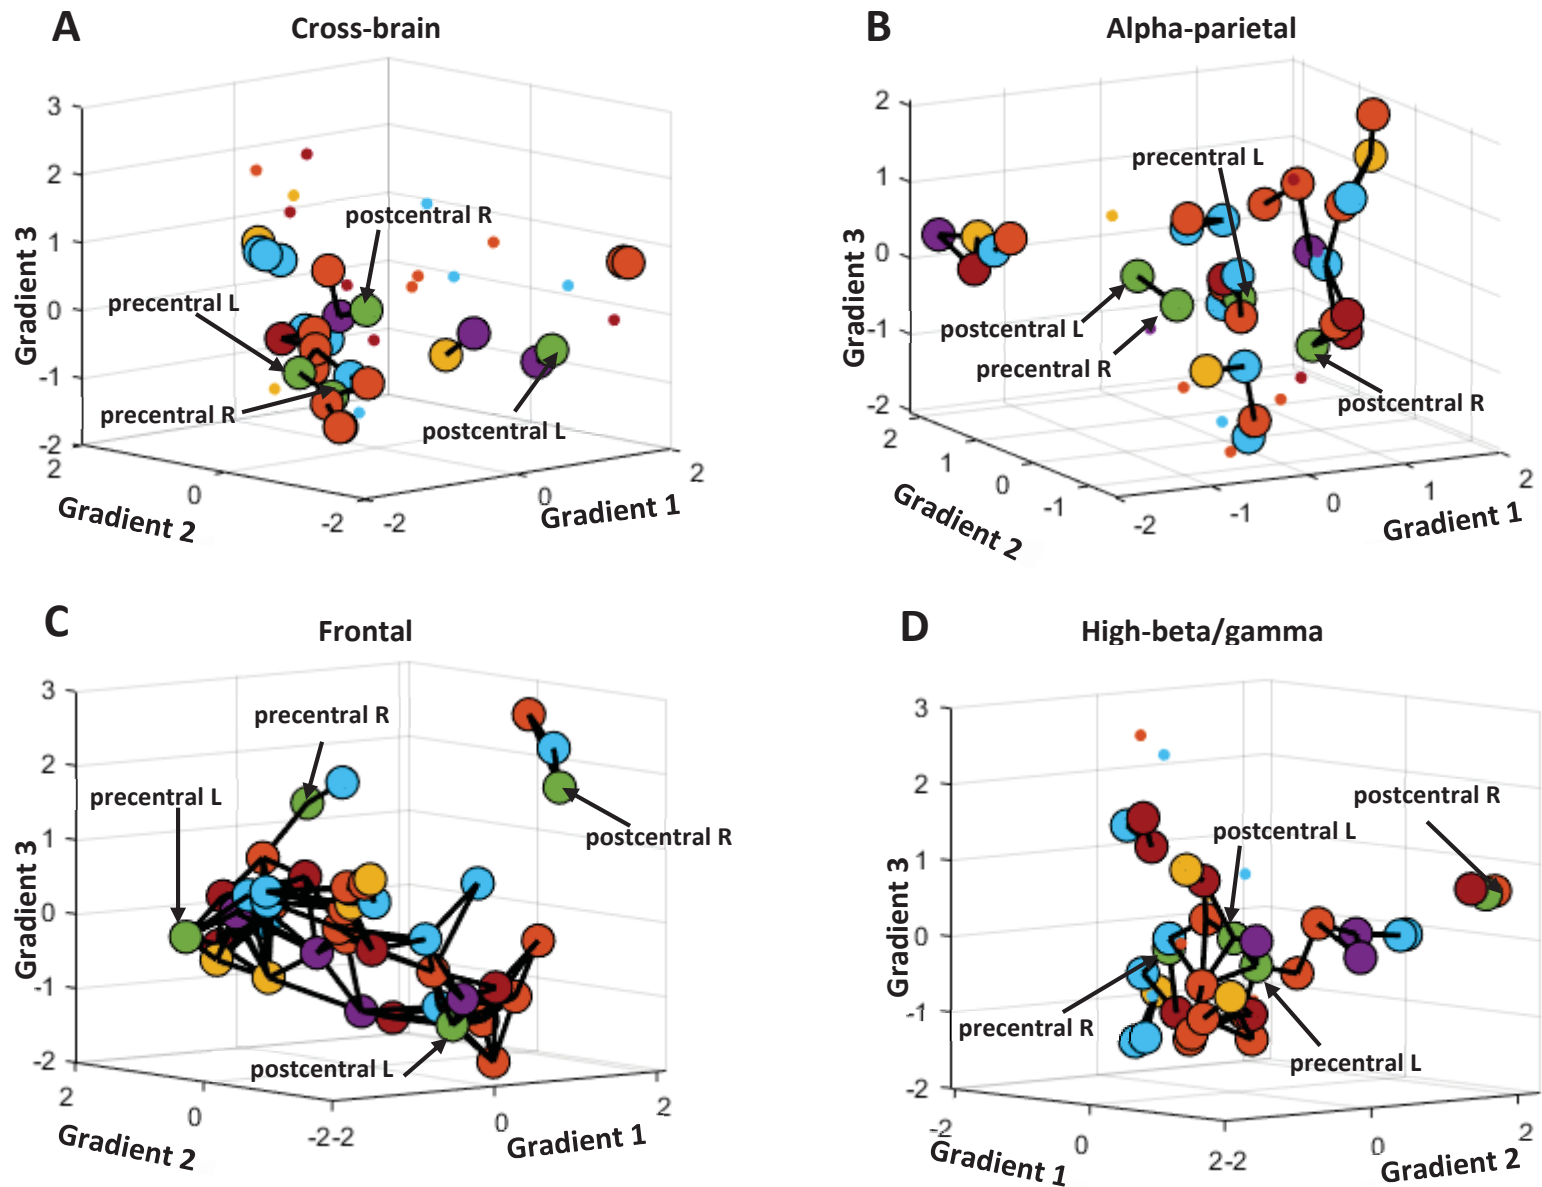 A
Cross-brain
3
2
1
0
-1
-2
Gradient 3
postcentral R
precentral L
precentral R
postcentral L
2
0
-2
Gradient 2
-2
0
2
Gradient 1
B
Alpha-parietal
2
1
0
-1
-2
Gradient 3
precentral L
postcentral L
precentral R
postcentral R
2
1
0
-1
Gradient 2
-2
-1
0
1
2
Gradient 1
C
Frontal
3
2
1
0
-1
-2
Gradient 3
precentral R
precentral L
postcentral R
postcentral L
2
0
-2
Gradient 2
-2
0
2
Gradient 1
D
High-beta/gamma
3
2
1
0
-1
-2
Gradient 3
postcentral R
postcentral L
precentral R
precentral L
-2
0
2
Gradient 1
-2
0
2
Gradient 2